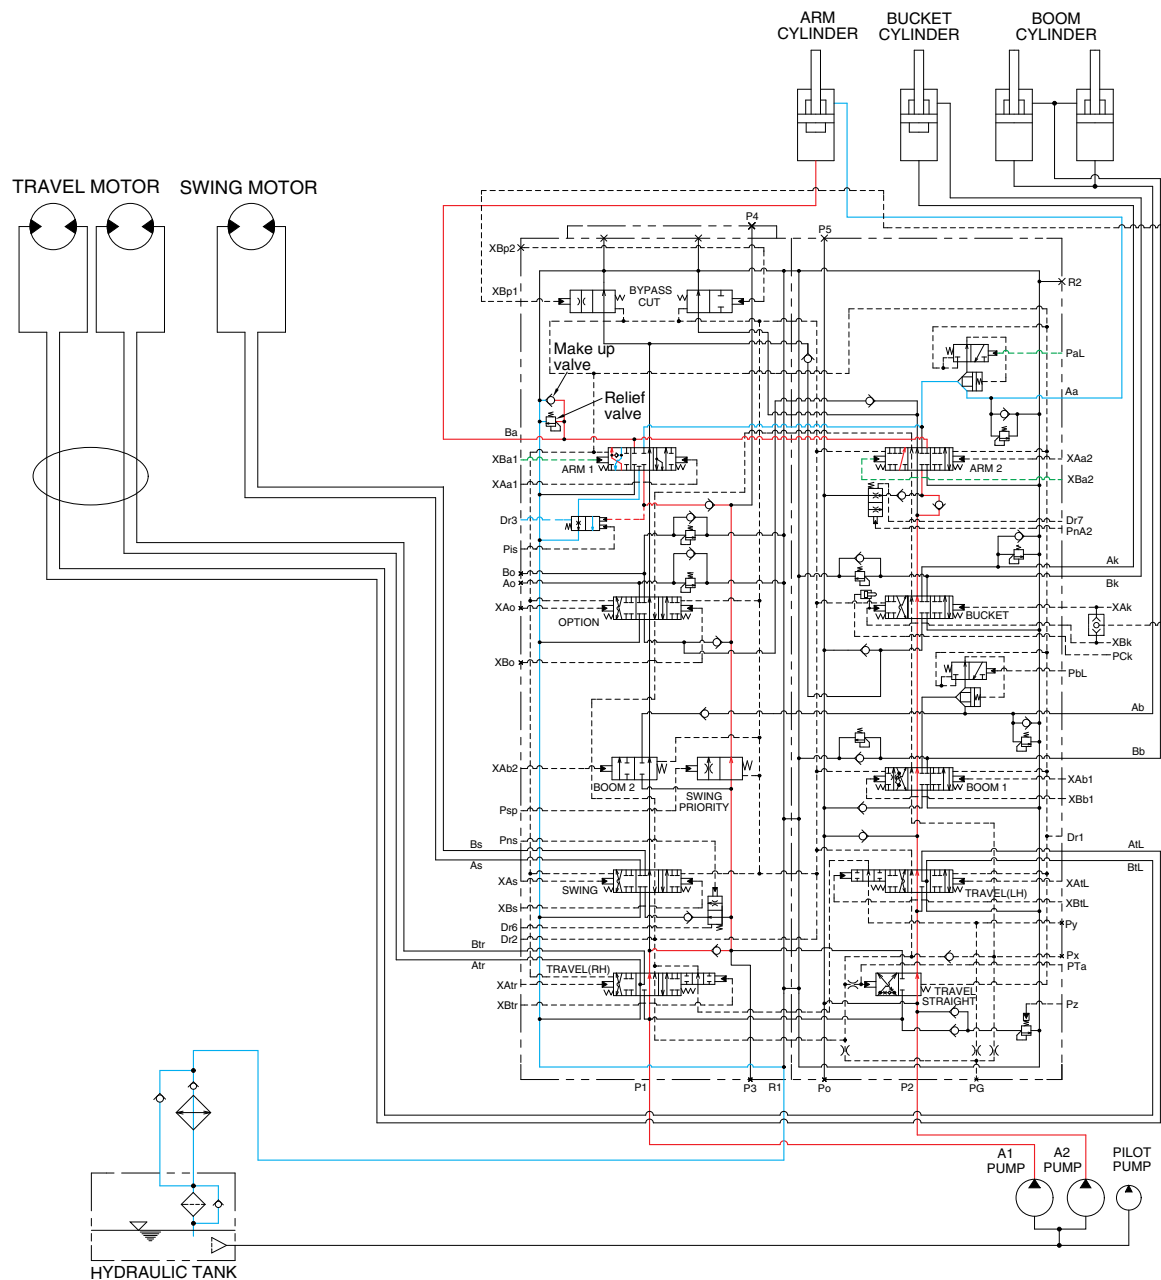 ARM
CYLINDER
BUCKET
CYLINDER
BOOM
CYLINDER
TRAVEL MOTOR
SWING MOTOR
P4
P5
XBp2
XBp1
BYPASS
CUT
R2
Make up
valve
Relief
valve
PaL
Aa
Ba
XBa1
ARM 1
XAa1
ARM 2
XAa2
XBa2
Dr3
Pis
Dr7
PnA2
Bo
Ao
Ak
Bk
XAo
OPTION
XBo
BUCKET
XAk
XBk
PCk
PbL
Ab
Bb
XAb2
BOOM 2
SWING
PRIORITY
Psp
BOOM 1
XAb1
XBb1
Pns
Dr1
Bs
As
AtL
BtL
XAs
SWING
XBs
TRAVEL(LH)
XAtL
XBtL
Dr6
Dr2
Py
Btr
Atr
Px
PTa
TRAVEL(RH)
XAtr
XBtr
TRAVEL
STRAIGHT
Pz
P1
P3
R1
Po
P2
PG
A1
PUMP
A2
PUMP
PILOT
PUMP
HYDRAULIC TANK